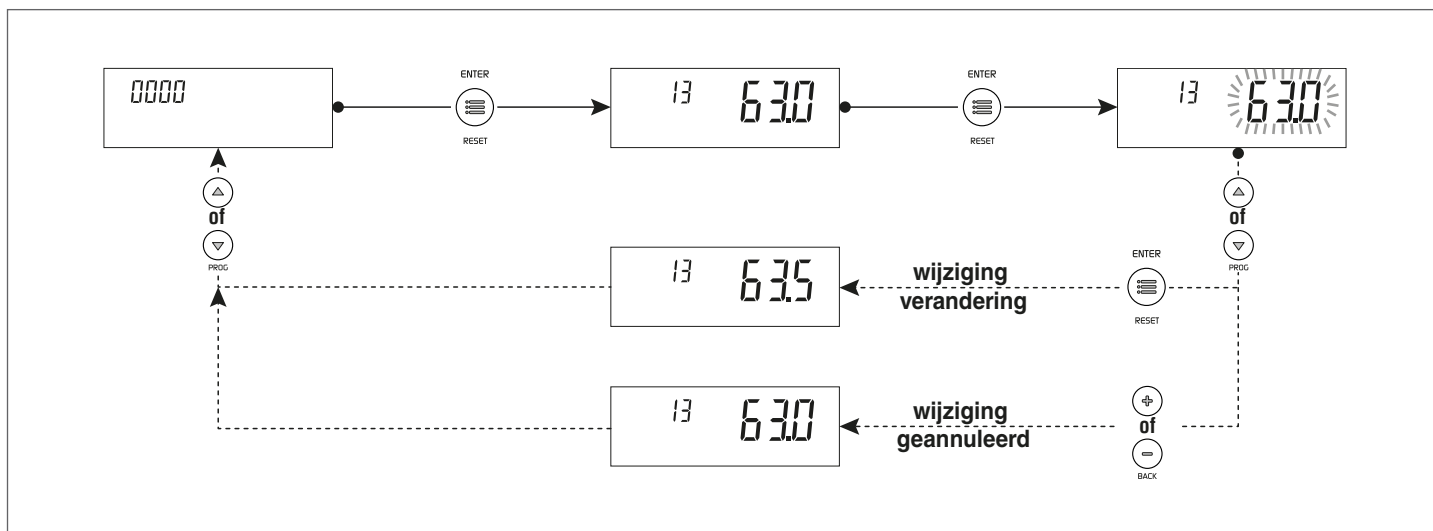 0000
ENTER
RESET
13 63.0
ENTER
RESET
13 63.0
of
PROG
of
PROG
13 63.5
wijziging
verandering
ENTER
RESET
13 63.0
wijziging
geannuleerd
of
BACK